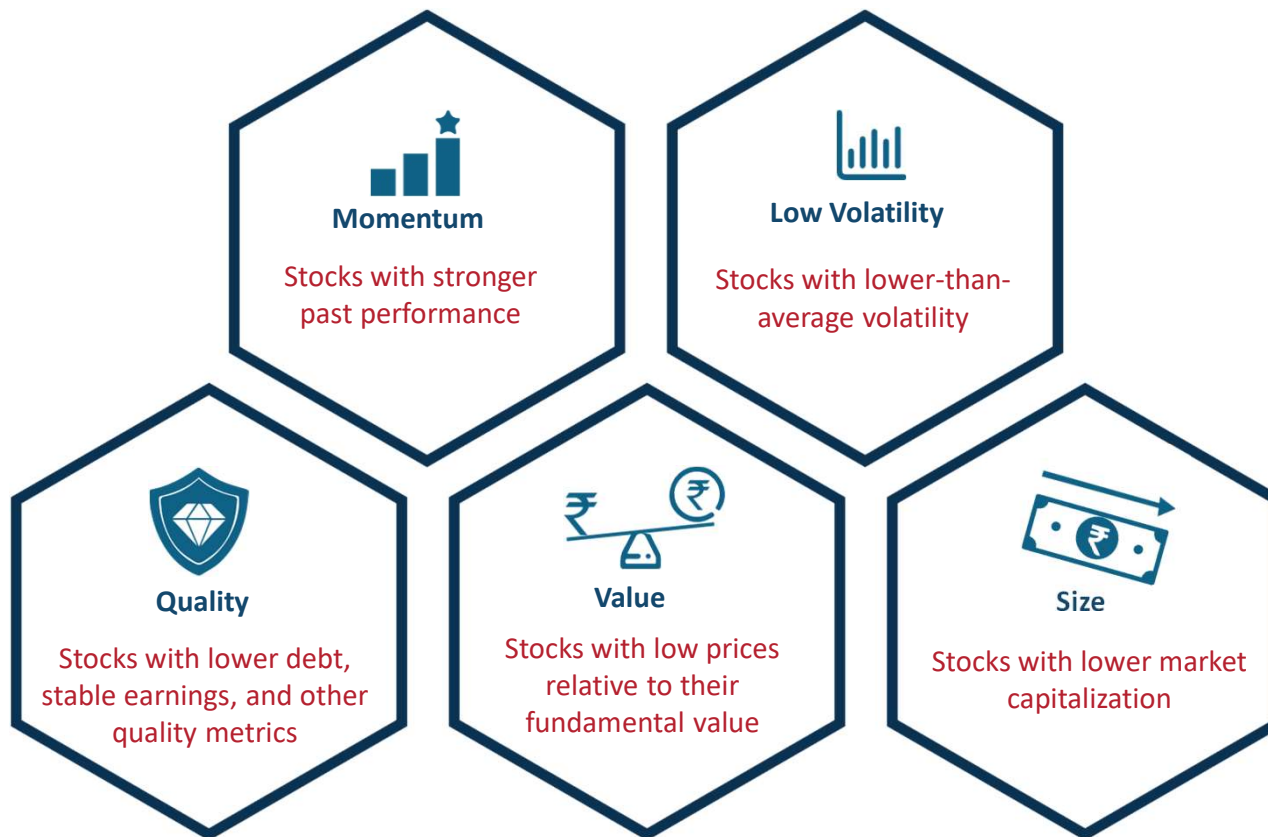 Momentum
Stocks with stronger
past performance
Low Volatility
Stocks with lower-than-
average volatility
₹
₹
₹
Quality
Stocks with lower debt,
stable earnings, and other
quality metrics
Value
Stocks with low prices
relative to their
fundamental value
Size
Stocks with lower market
capitalization